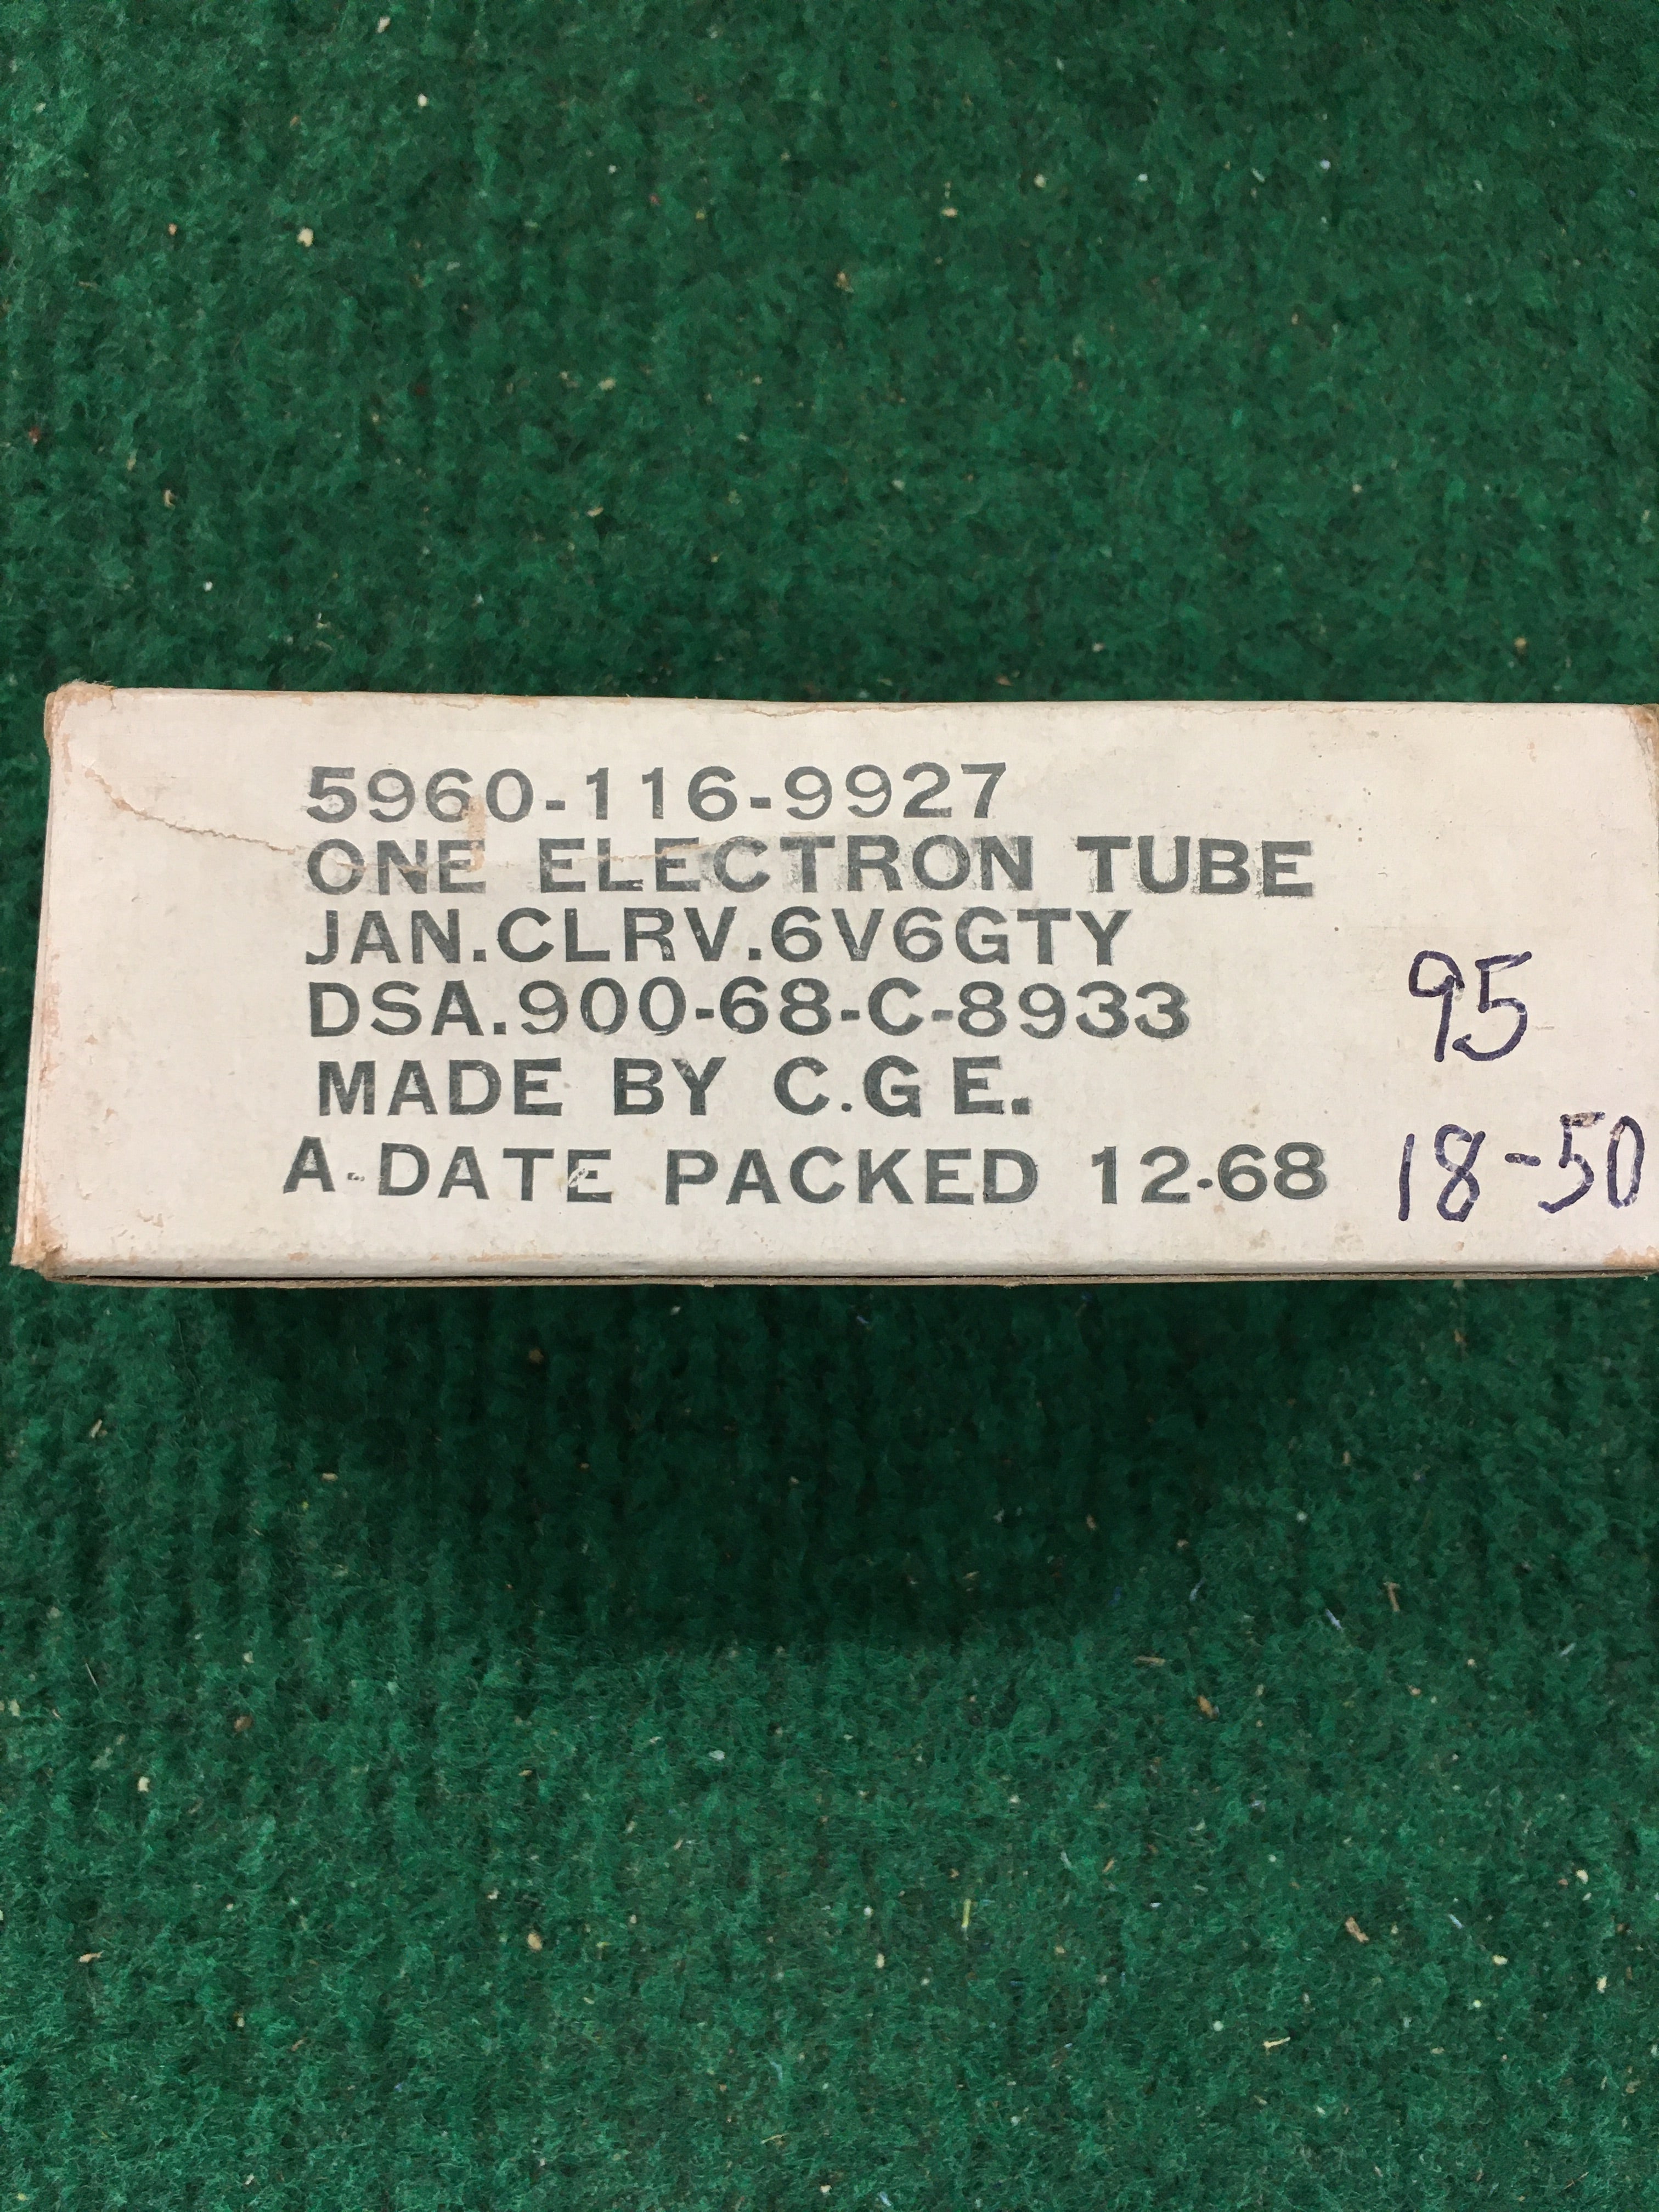 5960-116-9927
ONE ELECTRON TUBE
JAN.CLRV.6V6GTY
DSA.900-68-C-8933
MADE BY C.G E.
A-DATE PACKED 12-68
95
18-50